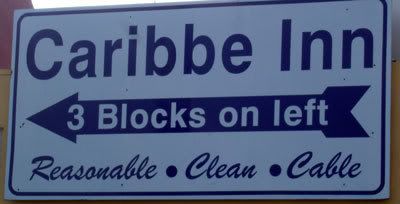 Caribbe Inn
3 Blocks on left
Reasonable • Clean • Cable